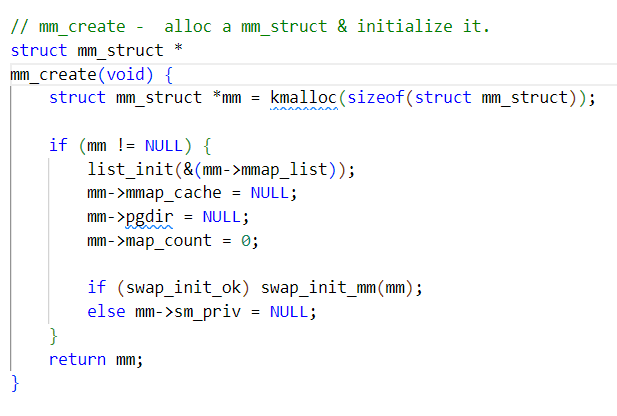 // mm_create -  alloc a mm_struct & initialize it.
struct mm_struct *
mm_create(void) {
    struct mm_struct *mm = kmalloc(sizeof(struct mm_struct));

    if (mm != NULL) {
        list_init(&(mm->mmap_list));
        mm->mmap_cache = NULL;
        mm->pgdir = NULL;
        mm->map_count = 0;

        if (swap_init_ok) swap_init_mm(mm);
        else mm->sm_priv = NULL;
    }
    return mm;
}